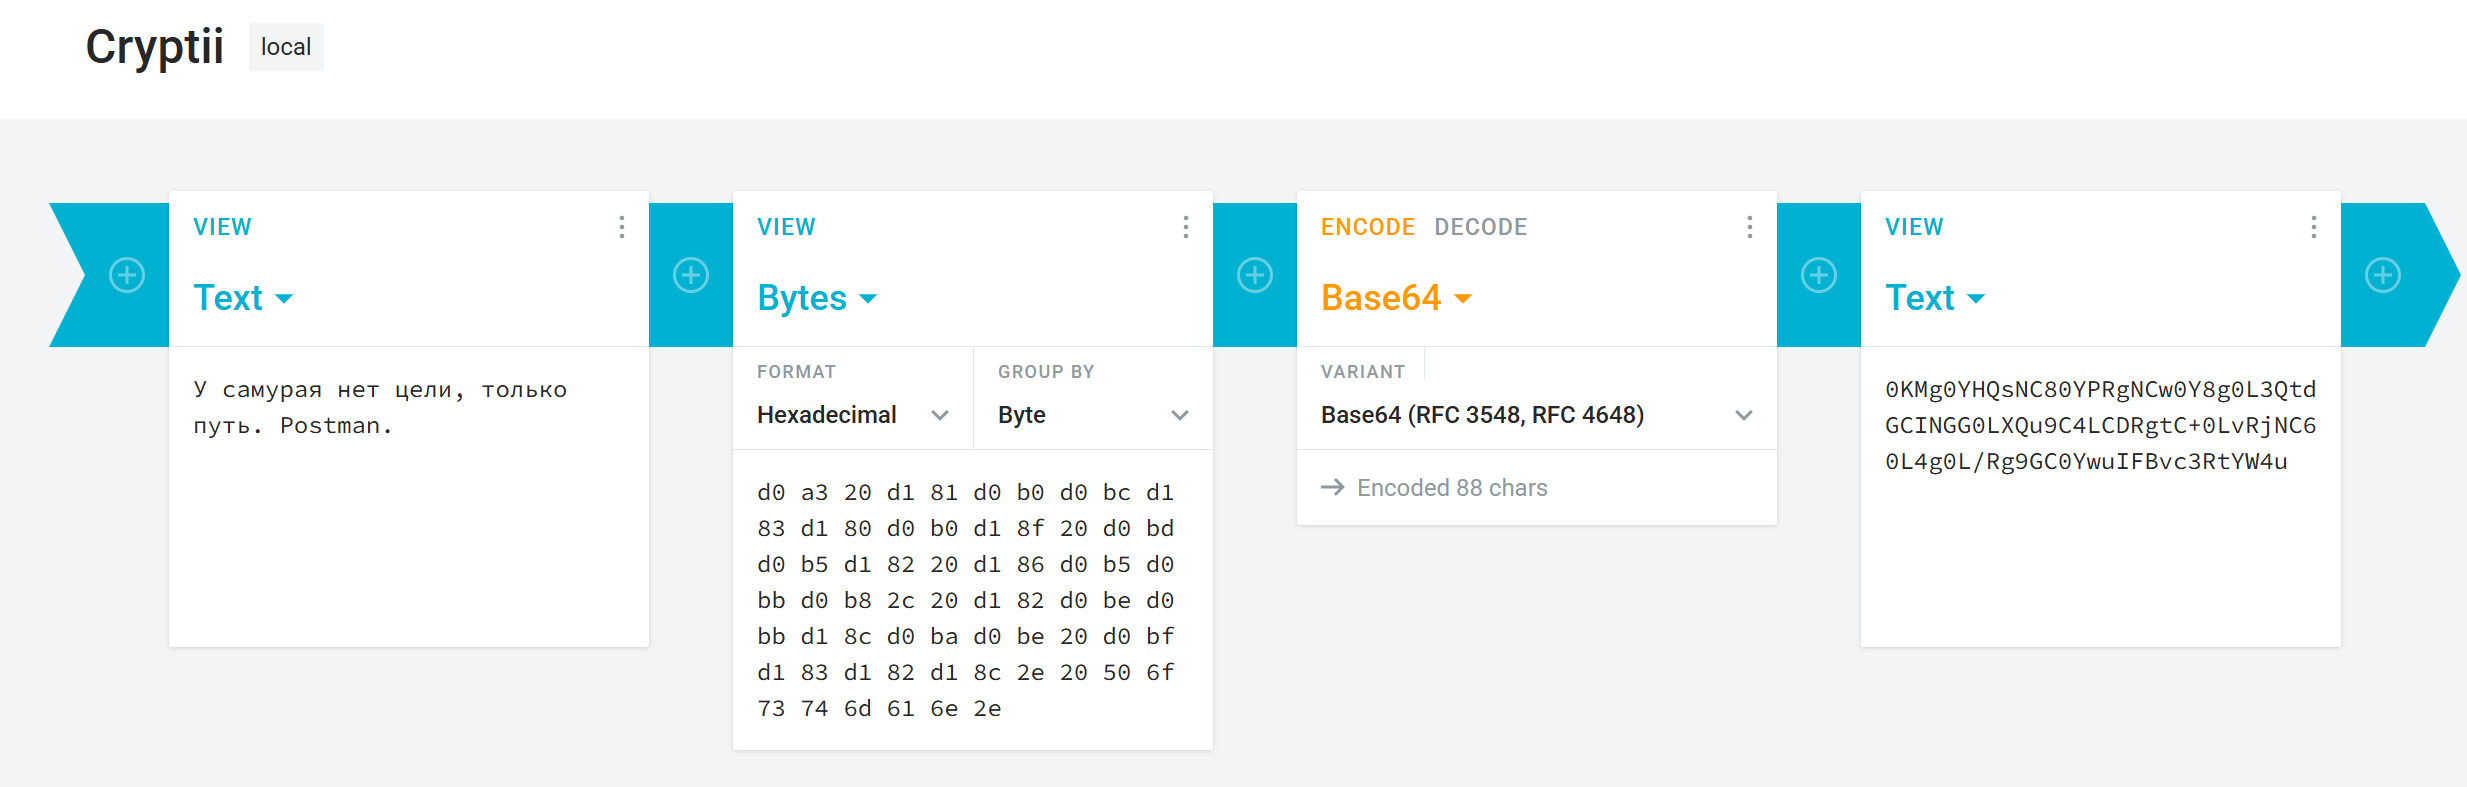 Cryptii local
VIEW
Text
У самурая нет цели, только
путь. Postman.
VIEW
Bytes
FORMAT
Hexadecimal
GROUP BY
Byte
d0 a3 20 d1 81 d0 b0 d0 bc d1
83 d1 80 d0 b0 d1 8f 20 d0 bd
d0 b5 d1 82 20 d1 86 d0 b5 d0
bb d0 b8 2c 20 d1 82 d0 be d0
bb d1 8c d0 ba d0 be 20 d0 bf
d1 83 d1 82 d1 8c 2e 20 50 6f
73 74 6d 61 6e 2e
ENCODE DECODE
Base64
VARIANT
Base64 (RFC 3548, RFC 4648)
→ Encoded 88 chars
VIEW
Text
0KMg0YHQsNC80YPRgNCw0Y8g0L3Qtd
GCINGG0LXQu9C4LCDRgtC+0LvRjNC6
0L4g0L/Rg9GC0YwuIFBvc3RtYW4u